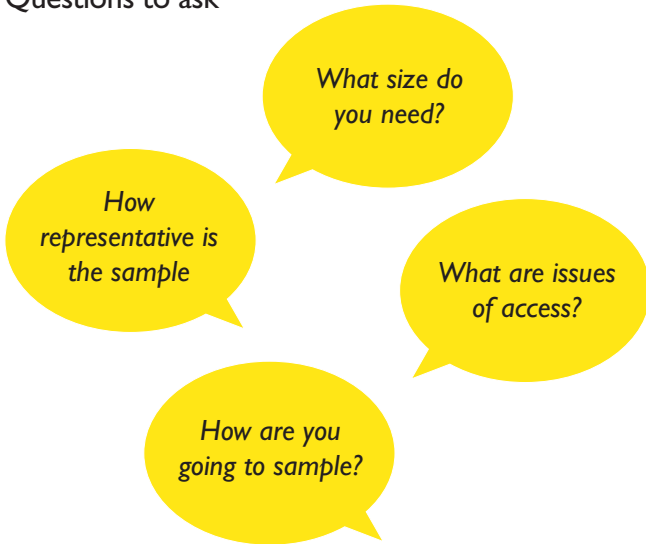 Questions to ask
What size do
you need?
How
representative is
the sample
What are issues
of access?
How are you
going to sample?